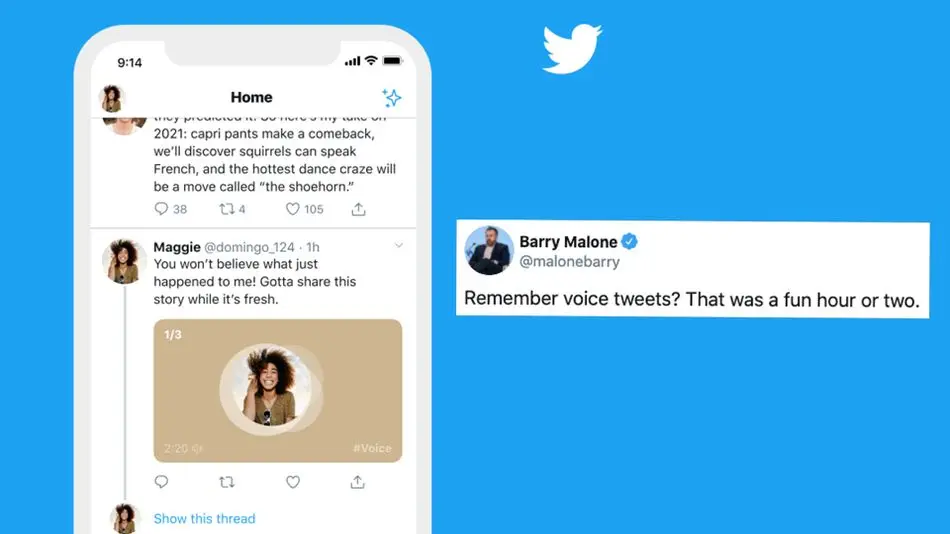 9:14
Home
they predicted it! So here's my take on
2021: capri pants make a comeback,
we'll discover squirrels can speak
French, and the hottest dance craze will
be a move called “the shoehorn.”
38 4 105
Maggie @domingo_124 · 1h
You won't believe what just
happened to me! Gotta share this
story while it's fresh.
1/3
2:20 #Voice
Show this thread
Barry Malone
@malonebarry
Remember voice tweets? That was a fun hour or two.